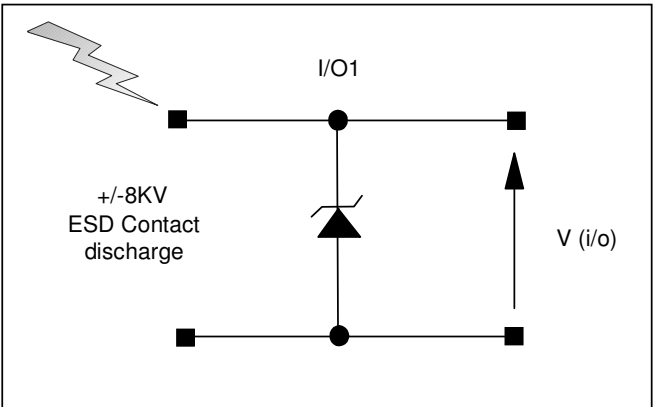 I/O1
+/-8KV
ESD Contact
discharge
V (i/o)